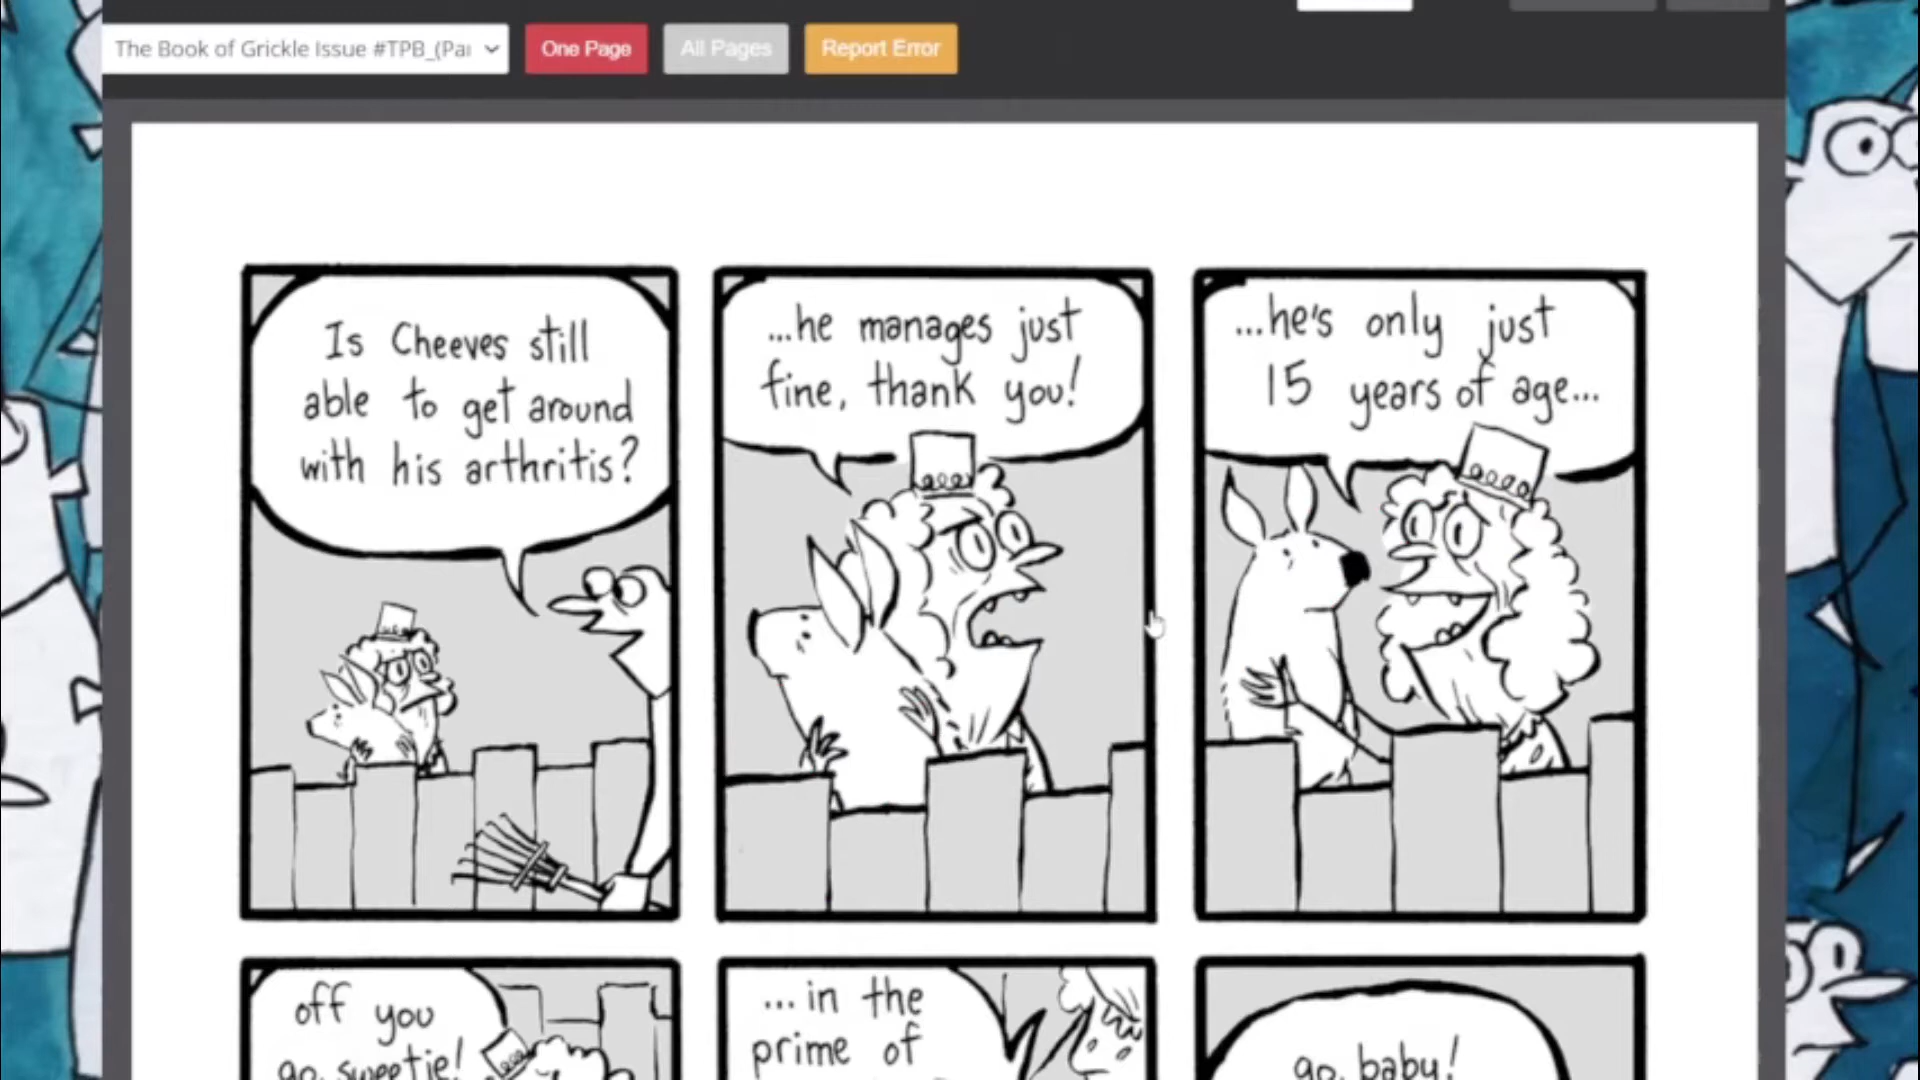 The Book of Grickle Issue #TPB_(Pa
One Page
All Pages
Report Error
Is Cheeves still
able to get around
with his arthritis?
...he manages just
fine, thank you!
...he's only just
15 years of age...
off you
go, sweetie!
...in the
prime of
go, baby!